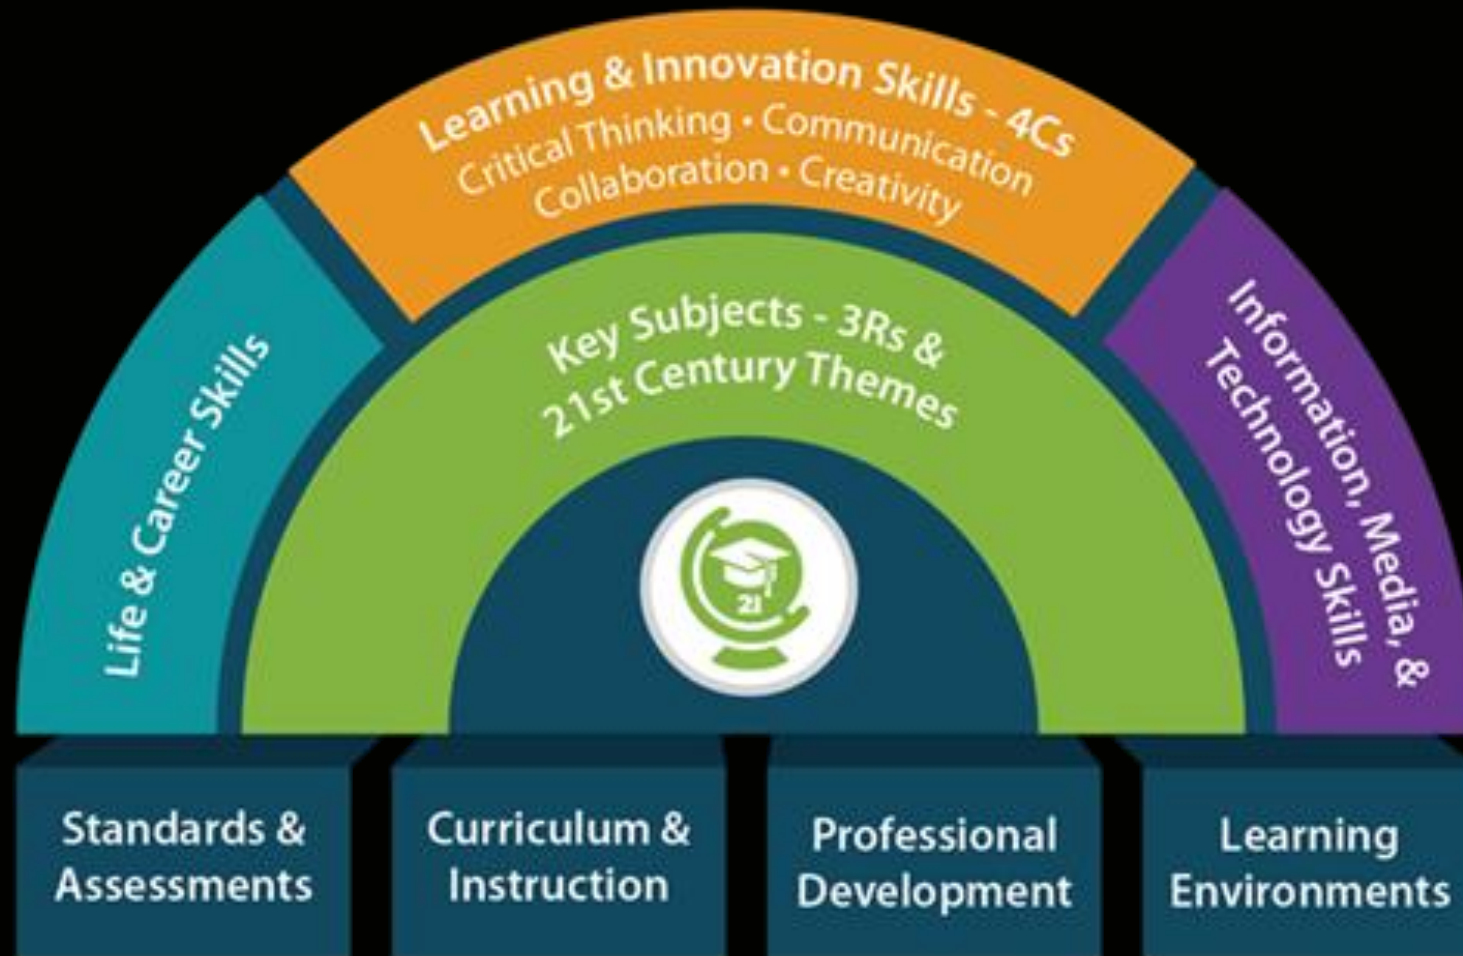 Learning & Innovation Skills - 4Cs
Critical Thinking • Communication
Collaboration • Creativity
Life & Career Skills
Key Subjects - 3Rs &
21st Century Themes
Information, Media, &
Technology Skills
21
Standards &
Assessments
Curriculum &
Instruction
Professional
Development
Learning
Environments